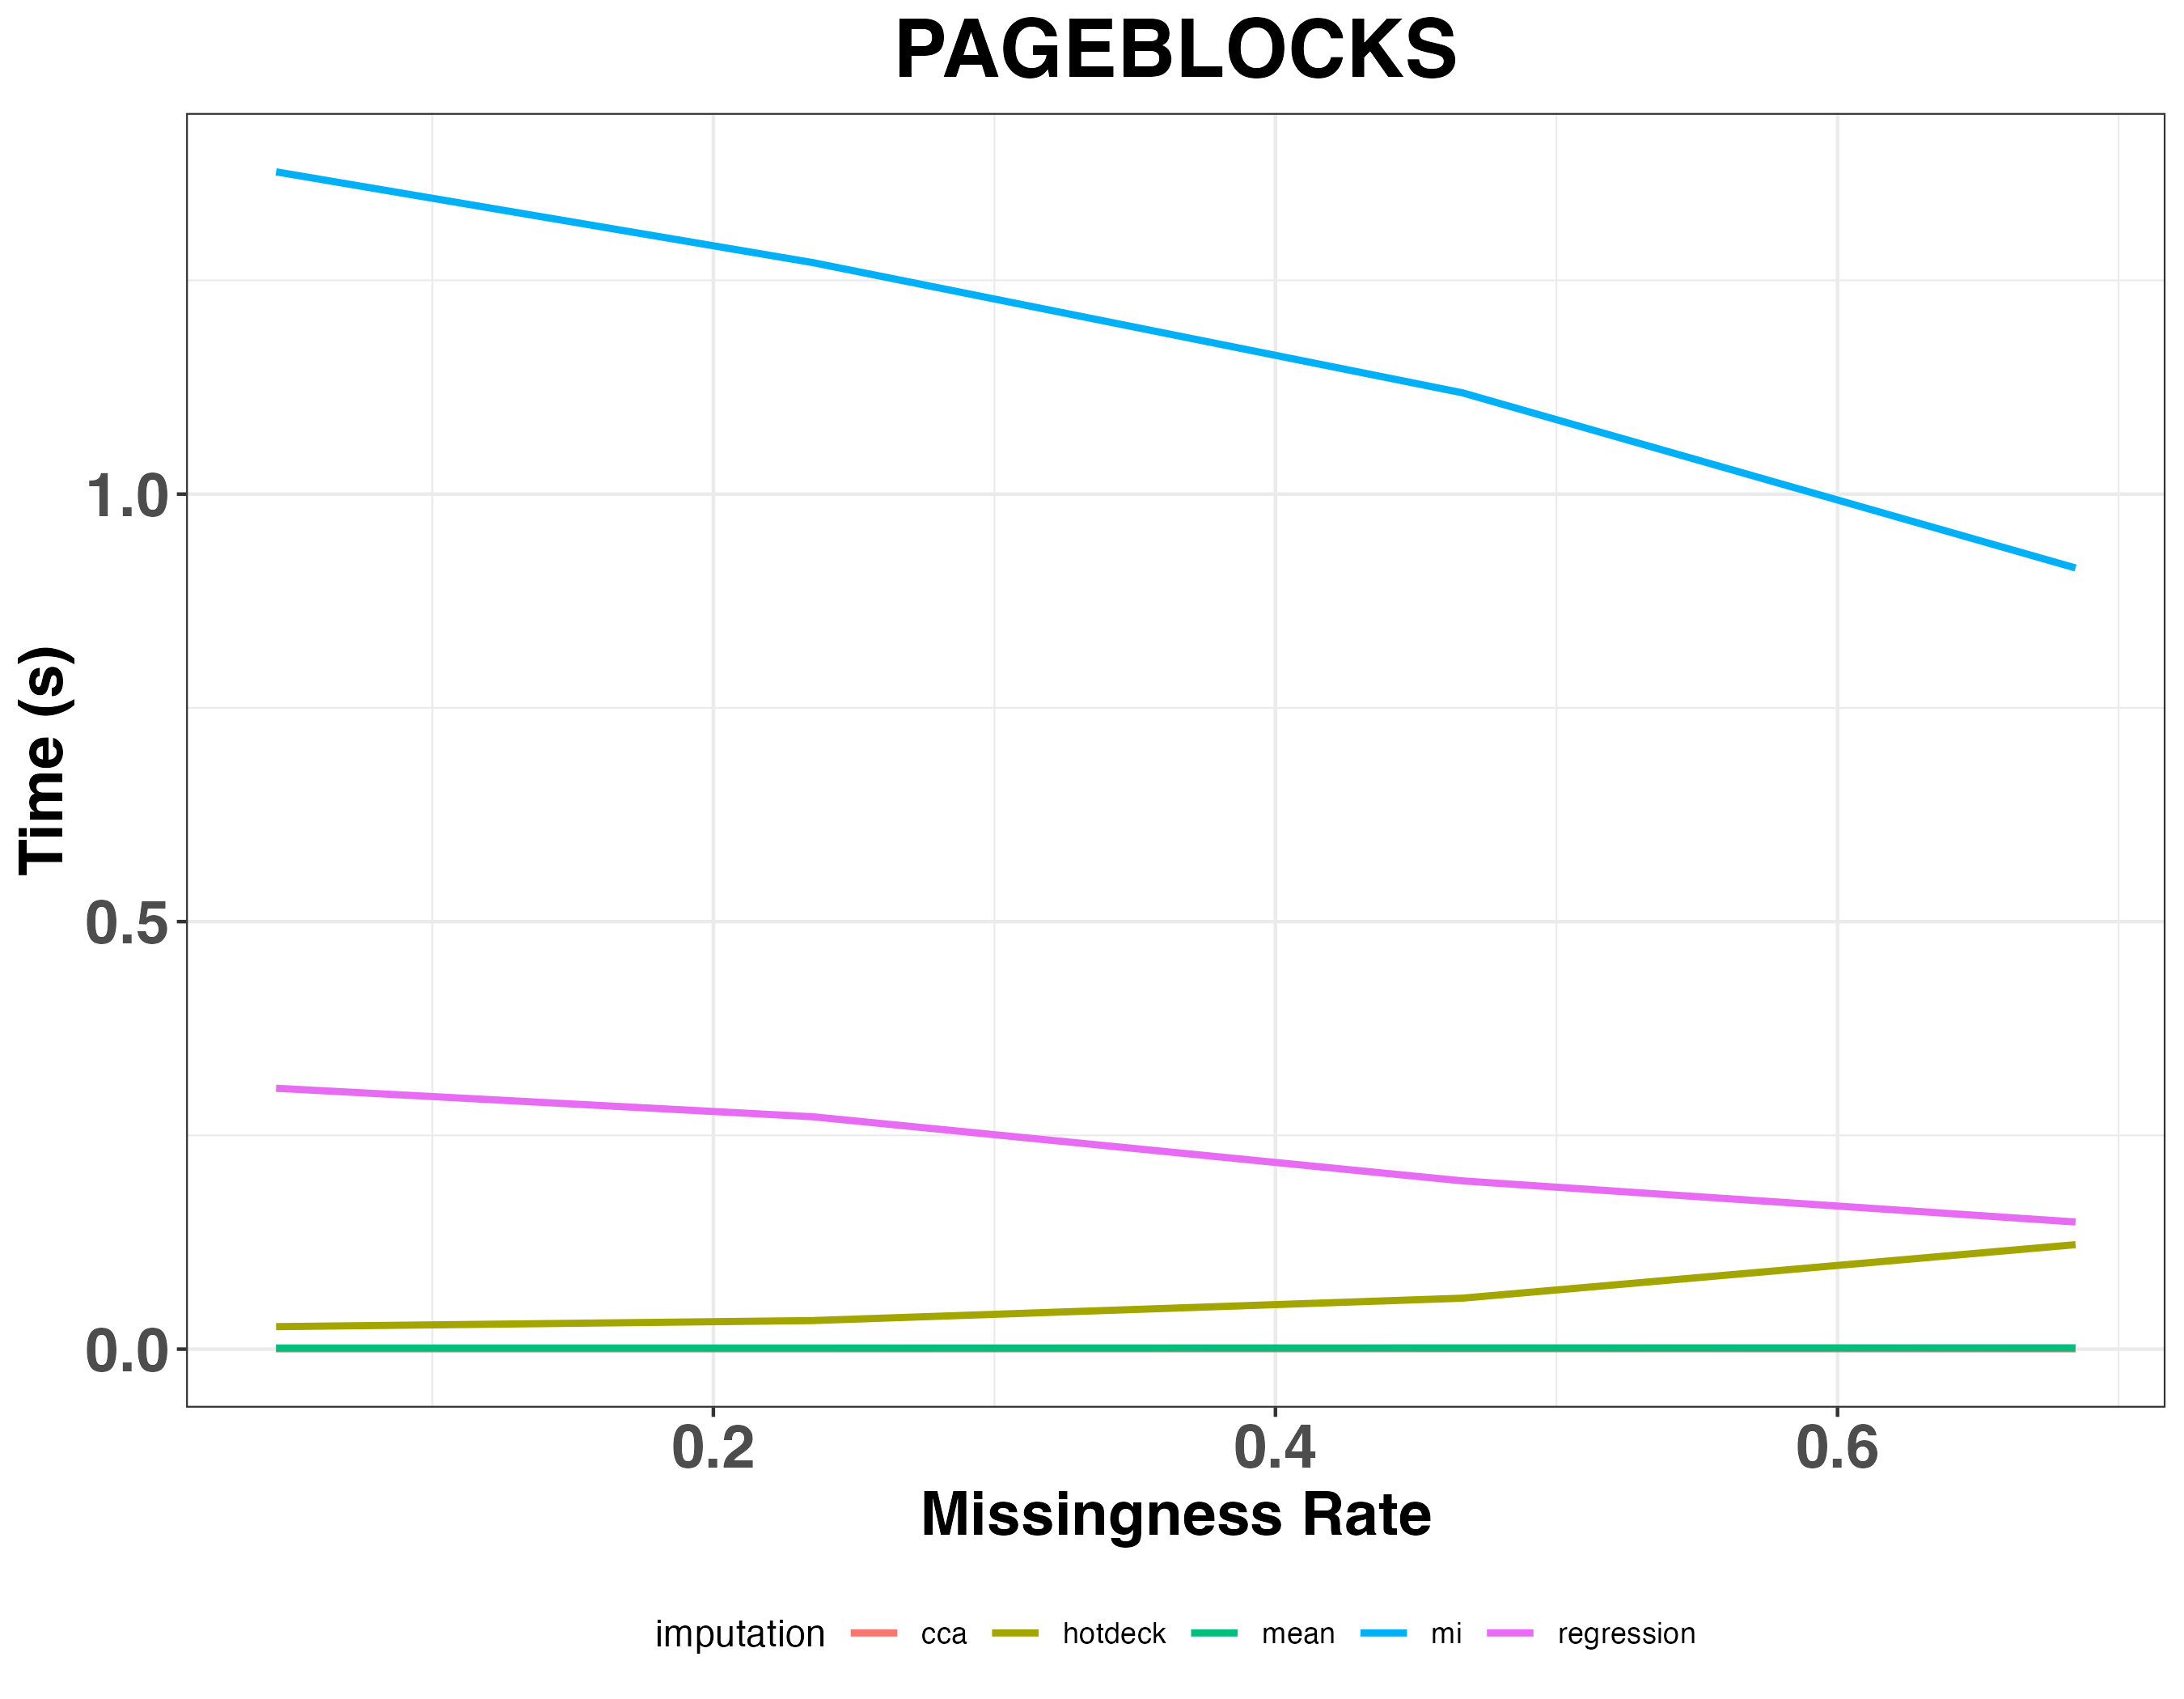 PAGEBLOCKS
Time (s)
1.0
0.5
0.0
0.2 0.4 0.6
Missingness Rate
imputation cca hotdeck mean mi regression